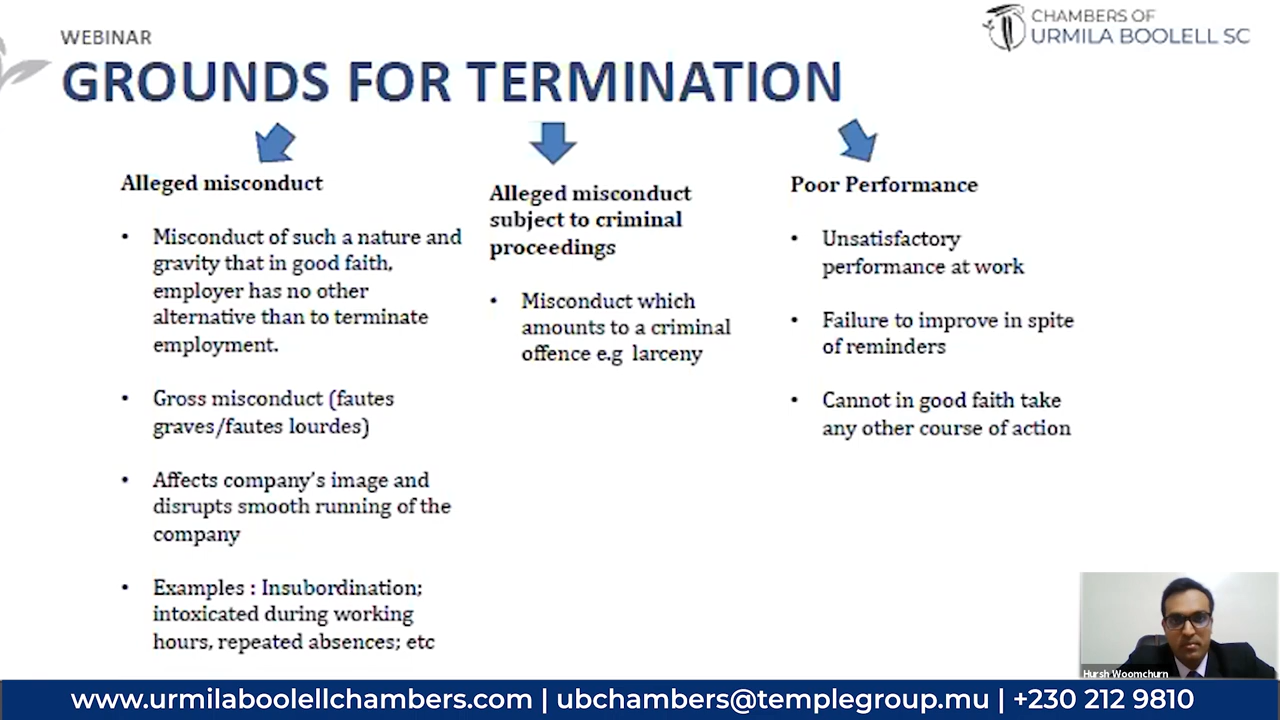 WEBINAR
GROUNDS FOR TERMINATION
CHAMBERS OF
URMILA BOOLELL SC
Alleged misconduct
• Misconduct of such a nature and
gravity that in good faith,
employer has no other
alternative than to terminate
employment.
• Gross misconduct (fautes
graves/fautes lourdes)
• Affects company's image and
disrupts smooth running of the
company
• Examples : Insubordination;
intoxicated during working
hours, repeated absences; etc
Alleged misconduct
subject to criminal
proceedings
• Misconduct which
amounts to a criminal
offence e.g larceny
Poor Performance
• Unsatisfactory
performance at work
• Failure to improve in spite
of reminders
• Cannot in good faith take
any other course of action
Hursh Woomchurn
www.urmilaboolellchambers.com | ubchambers@templegroup.mu | +230 212 9810